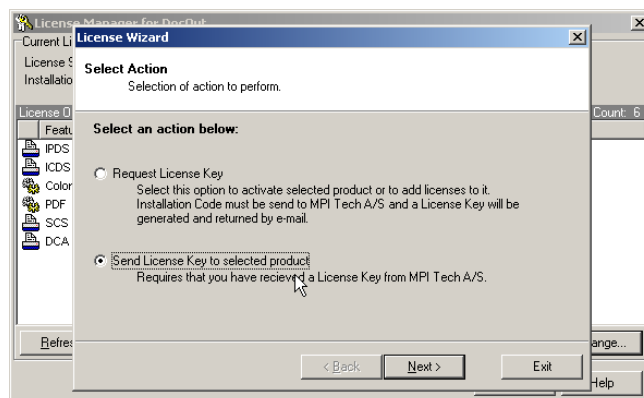 License Manager for DocOut
License Wizard
Current Li
License S
Installatio
Select Action
Selection of action to perform.
License O
Count: 6
Featu
IPDS
ICDS
Color
PDF
SCS
DCA
Select an action below:
Request License Key
Select this option to activate selected product or to add licenses to it.
Installation Code must be send to MPI Tech A/S and a License Key will be
generated and returned by e-mail.
Send License Key to selected product
Requires that you have recieved a License Key from MPI Tech A/S.
Refres
ange...
< Back
Next >
Exit
Help